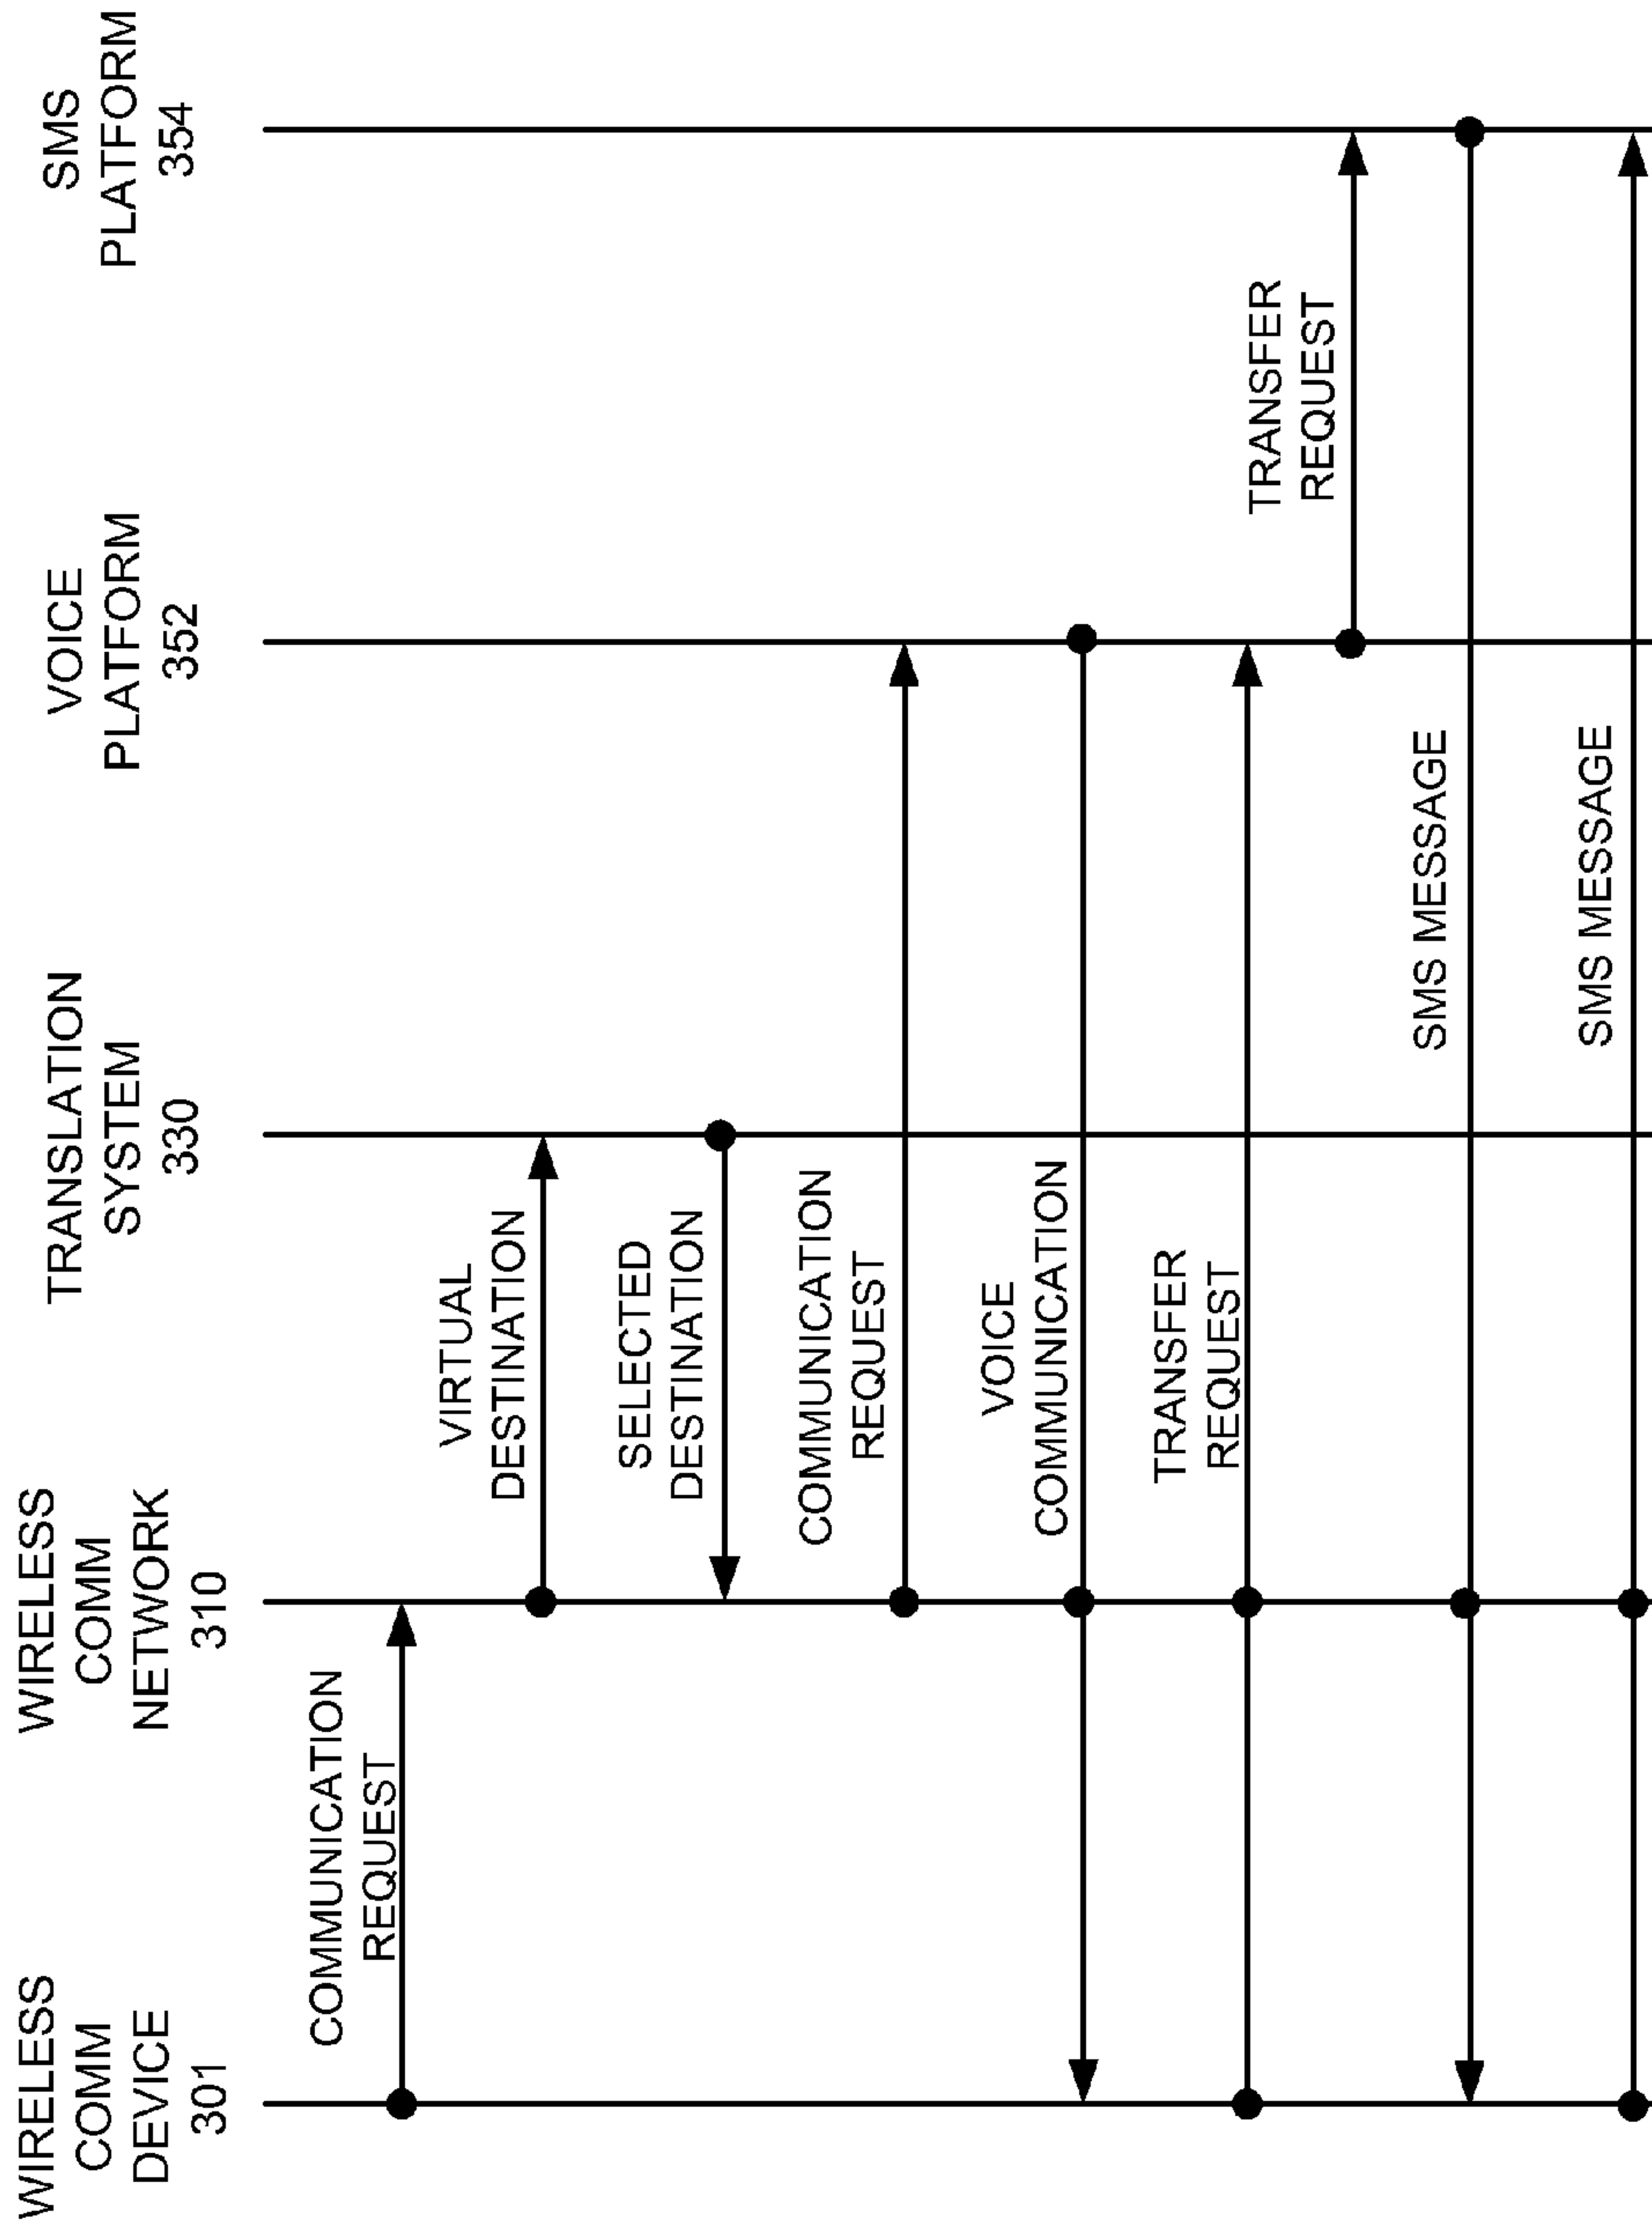 WIRELESS
COMM
DEVICE
301
WIRELESS
COMM
NETWORK
310
TRANSLATION
SYSTEM
330
VOICE
PLATFORM
352
SMS
PLATFORM
354
COMMUNICATION
REQUEST
VIRTUAL
DESTINATION
SELECTED
DESTINATION
COMMUNICATION
REQUEST
VOICE
COMMUNICATION
TRANSFER
REQUEST
TRANSFER
REQUEST
SMS MESSAGE
SMS MESSAGE